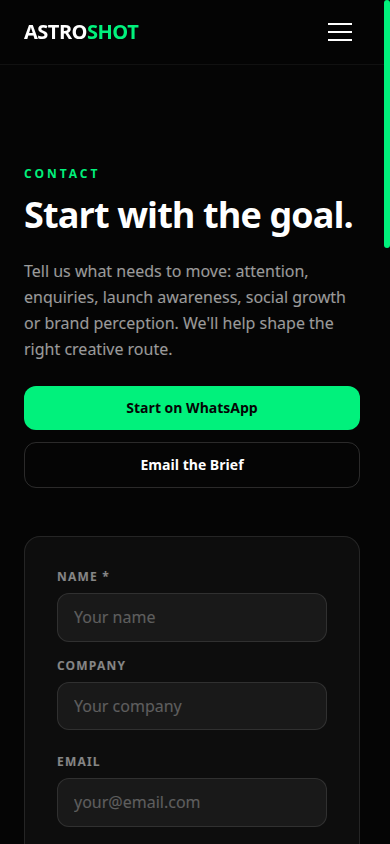 ASTROSHOT
CONTACT
Start with the goal.
Tell us what needs to move: attention,
enquiries, launch awareness, social growth
or brand perception. We'll help shape the
right creative route.
Start on WhatsApp
Email the Brief
NAME *
Your name
COMPANY
Your company
EMAIL
your@email.com